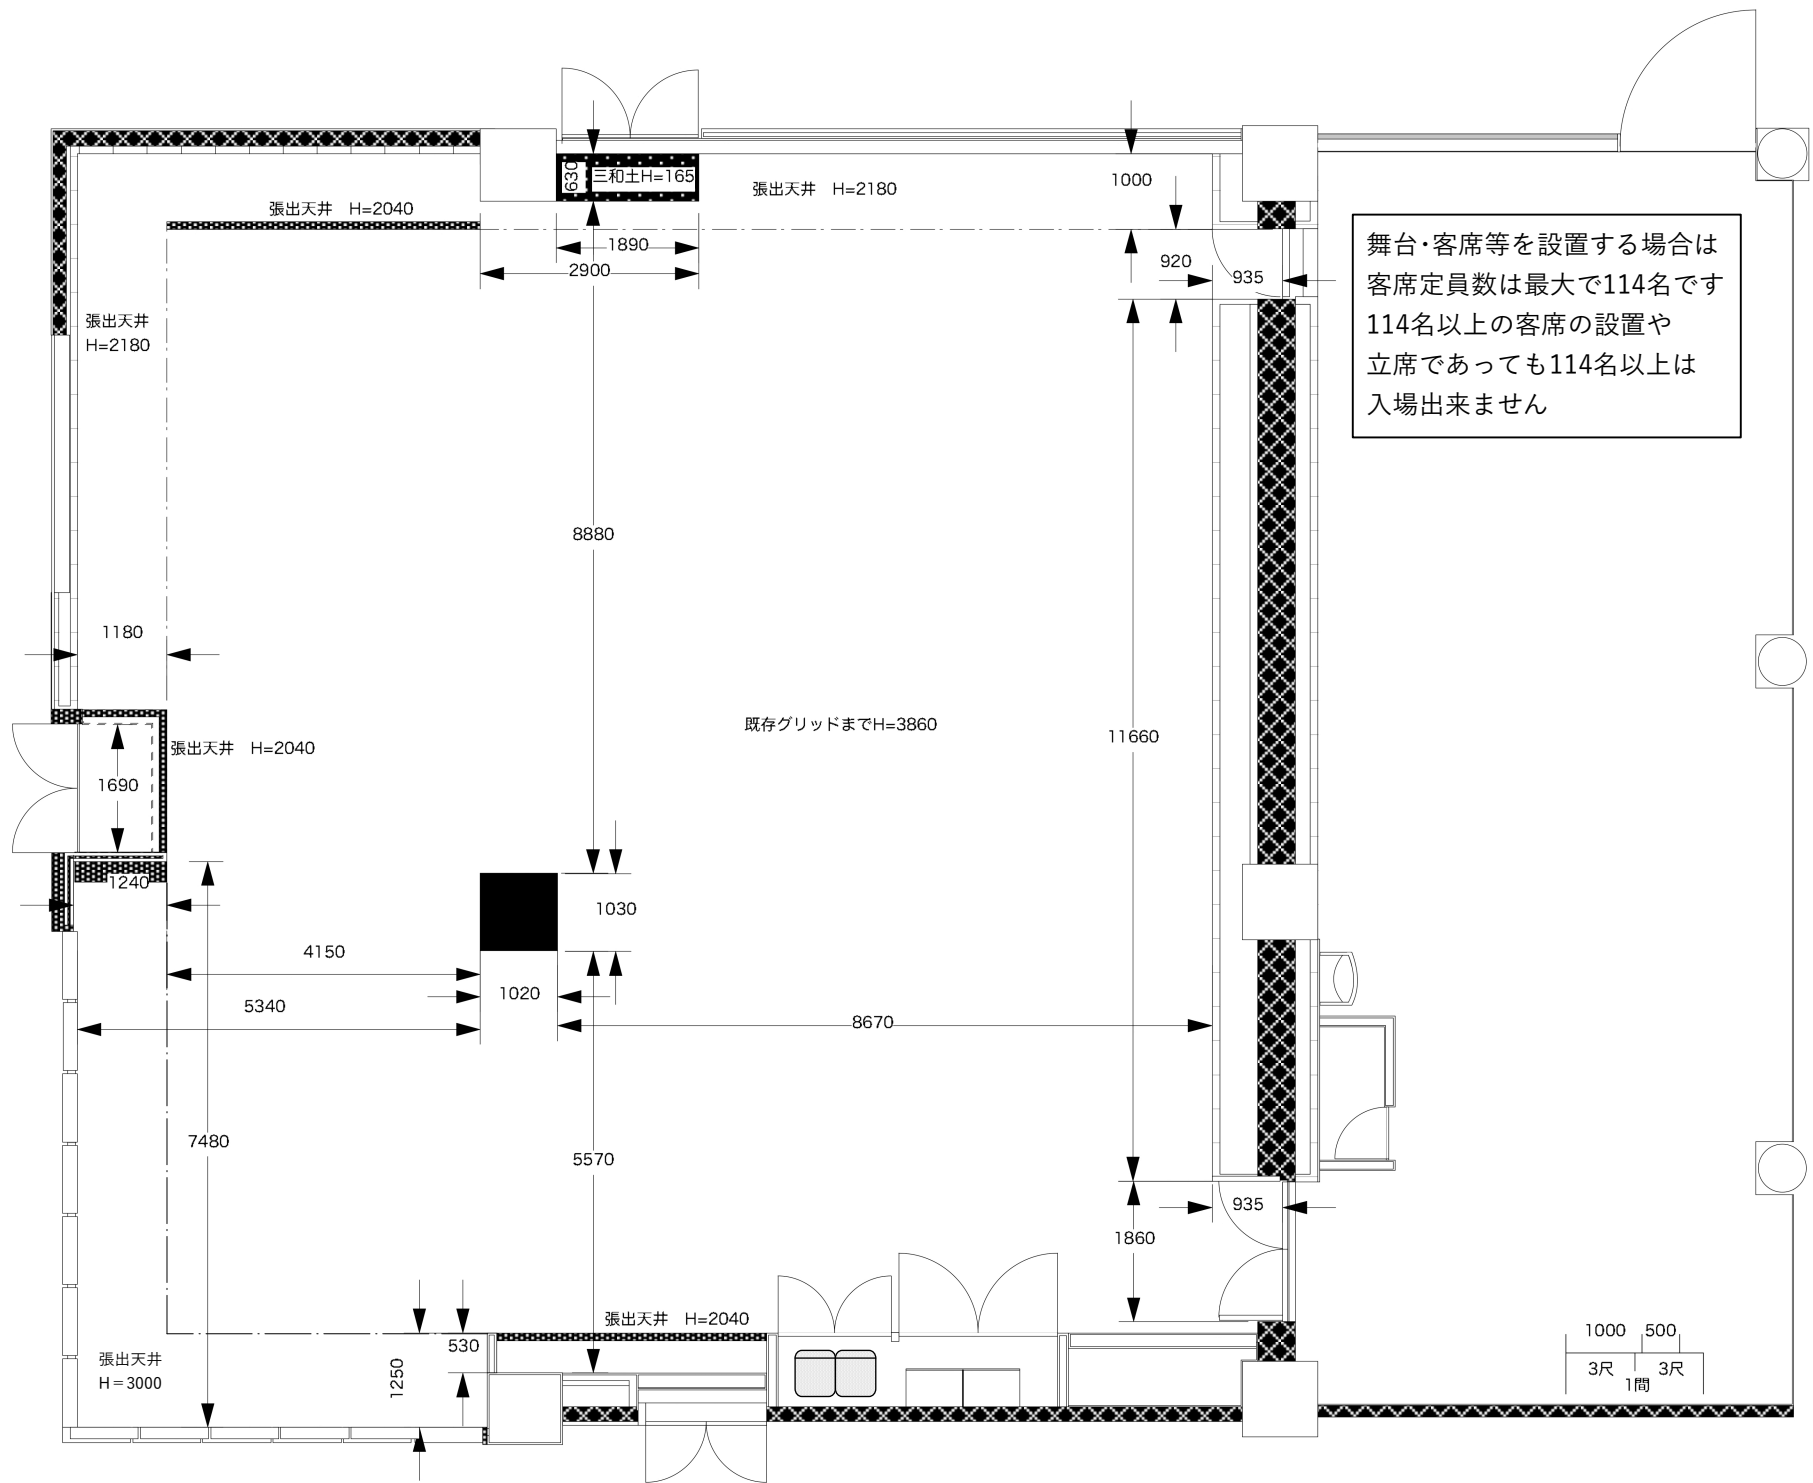 630
三和土H=165
張出天井　H=2180
1000
張出天井　H=2040
1890
2900
920
935
舞台･客席等を設置する場合は
客席定員数は最大で114名です
114名以上の客席の設置や
立席であっても114名以上は
入場出来ません
張出天井
H=2180
8880
1180
既存グリッドまでH=3860
11660
張出天井　H=2040
1690
1240
1030
4150
1020
5340
8670
7480
5570
935
1860
張出天井　H=2040
530
1250
張出天井
H＝3000
1000
500
3尺
3尺
1間